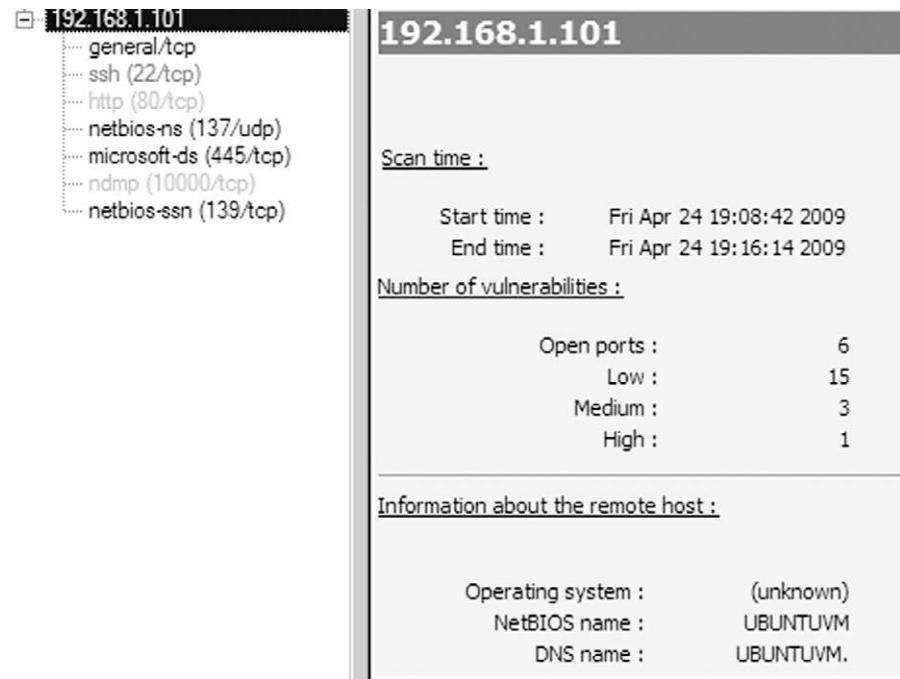 192.168.1.101
general/tcp
ssh (22/tcp)
http (80/tcp)
netbios-ns (137/udp)
microsoft-ds (445/tcp)
ndmp (10000/tcp)
netbios-ssn (139/tcp)
192.168.1.101
Scan time :
Start time : Fri Apr 24 19:08:42 2009
End time : Fri Apr 24 19:16:14 2009
Number of vulnerabilities :
Open ports : 6
Low : 15
Medium : 3
High : 1
Information about the remote host :
Operating system : (unknown)
NetBIOS name : UBUNTUVM
DNS name : UBUNTUVM.